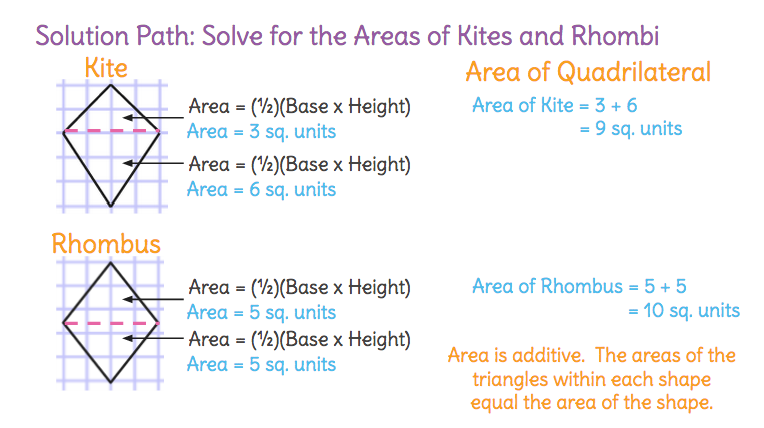 Solution Path: Solve for the Areas of Kites and Rhombi
Kite
Area = (½)(Base x Height)
Area = 3 sq. units
Area = (½)(Base x Height)
Area = 6 sq. units
Area of Quadrilateral
Area of Kite = 3 + 6
= 9 sq. units
Rhombus
Area = (½)(Base x Height)
Area = 5 sq. units
Area = (½)(Base x Height)
Area = 5 sq. units
Area of Rhombus = 5 + 5
= 10 sq. units
Area is additive. The areas of the
triangles within each shape
equal the area of the shape.